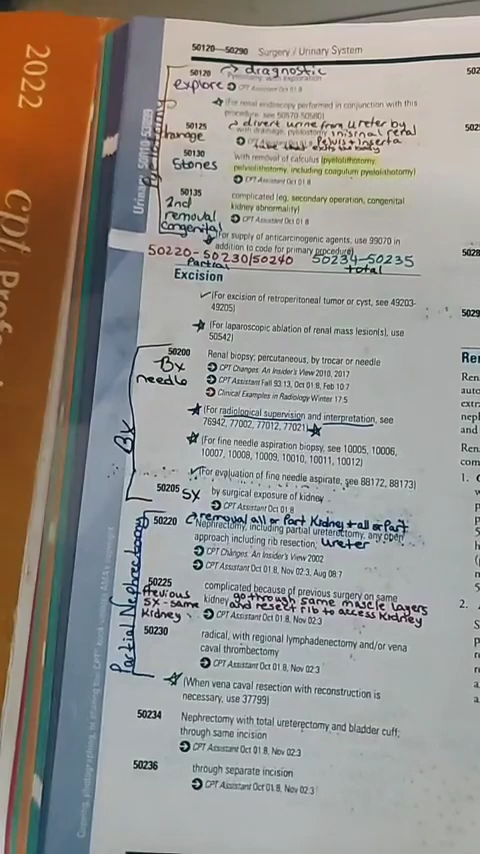 2022
cpt/Profe
Urinary 50010-53899
50120—50290 Surgery / Urinary System
50120 → diagnostic
explore CPT Assistant Oct 01:8
(For renal endoscopy performed in conjunction with this
procedure, see 50570-50580)
50125 → divert urine from ureter by
drainage
50130 with removal of calculus (pyelolithotomy,
Stones pelviolithotomy, including coagulum pyelolithotomy)
CPT Assistant Oct 01:8
50135 complicated (eg, secondary operation, congenital
2nd kidney abnormality)
removal CPT Assistant Oct 01:8
Congenital (For supply of anticarcinogenic agents, use 99070 in
addition to code for primary procedure)
50220-50230/50240 50234-50235
Partial total
Excision
(For excision of retroperitoneal tumor or cyst, see 49203-
49205)
(For laparoscopic ablation of renal mass lesion(s), use
50542)
50200 Renal biopsy; percutaneous, by trocar or needle
Bx CPT Changes: An Insider's View 2010, 2017
needle CPT Assistant Fall 93:13, Oct 01:8, Feb 10:7
Clinical Examples in Radiology Winter 17:5
(For radiological supervision and interpretation, see
76942, 77002, 77012, 77021)
Bx
(For fine needle aspiration biopsy, see 10005, 10006,
10007, 10008, 10009, 10010, 10011, 10012)
(For evaluation of fine needle aspirate, see 88172, 88173)
50205 Sx by surgical exposure of kidney
CPT Assistant Oct 01:8
removal all or part Kidney + all or part
50220 Nephrectomy, including partial ureterectomy, any open
approach including rib resection; ureter
CPT Changes: An Insider's View 2002
CPT Assistant Oct 01:8, Nov 02:3, Aug 08:7
Partial Nephrectomy
50225 complicated because of previous surgery on same
Previous kidney go through same muscle layers
Sx-same and resect rib to access kidney
Kidney CPT Assistant Oct 01:8, Nov 02:3
50230 radical, with regional lymphadenectomy and/or vena
caval thrombectomy
CPT Assistant Oct 01:8, Nov 02:3
(When vena caval resection with reconstruction is
necessary, use 37799)
50234 Nephrectomy with total ureterectomy and bladder cuff;
through same incision
CPT Assistant Oct 01:8, Nov 02:3
50236 through separate incision
CPT Assistant Oct 01:8, Nov 02:3